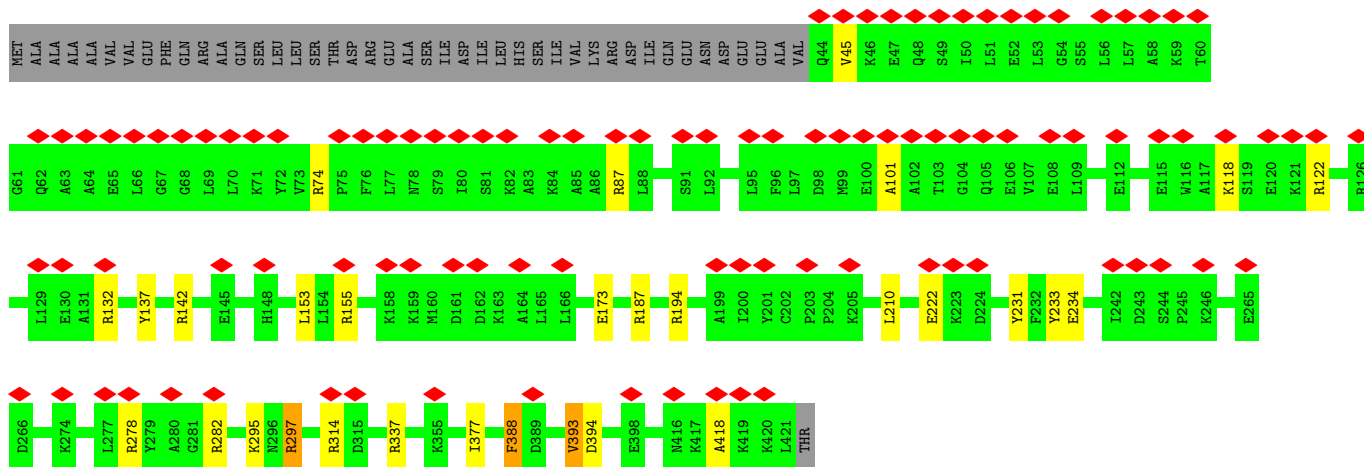 MET ALA ALA ALA ALA VAL VAL GLU PHE GLN ARG ALA GLN SER LEU LEU SER THR ASP ARG GLU ALA SER ILE ASP ILE LEU HIS SER ILE VAL LYS ARG ASP ILE GLN GLU ASN ASP GLU GLU ALA VAL Q44 V45 K46 E47 Q48 S49 I50 L51 E52 L53 G54 S55 L56 L57 A58 K59 T60
G61 Q62 A63 A64 E65 L66 G67 G68 L69 L70 K71 Y72 V73 R74 P75 F76 L77 N78 S79 I80 S81 K82 A83 K84 A85 A86 R87 L88 S91 L92 L95 F96 L97 D98 M99 E100 A101 A102 T103 G104 Q105 E106 V107 E108 L109 E112 E115 W116 A117 K118 S119 E120 K121 R122 R126
L129 E130 A131 R132 Y137 R142 E145 H148 L153 L154 R155 K158 K159 M160 D161 D162 K163 A164 L165 L166 E173 R187 R194 A199 I200 Y201 C202 P203 P204 K205 L210 E222 K223 D224 Y231 F232 Y233 E234 I242 D243 S244 P245 K246 E265
D266 K274 L277 R278 Y279 A280 G281 R282 K295 N296 R297 R314 D315 R337 K355 I377 F388 D389 V393 D394 E398 N416 K417 A418 K419 K420 L421 THR